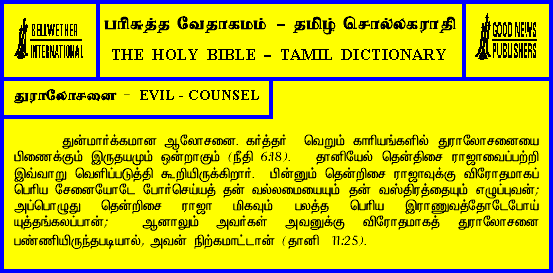 BELLWETHER
INTERNATIONAL
பரிசுத்த வேதாகமம் - தமிழ் சொல்லகராதி
THE HOLY BIBLE - TAMIL DICTIONARY
GOOD NEWS
PUBLISHERS
துராலோசனை - EVIL - COUNSEL
துன்மார்க்கமான ஆலோசனை. கர்த்தர் வெறும் காரியங்களில் துராலோசனையை
பிணைக்கும் இருதயமும் ஒன்றாகும் (நீதி 6:18). தானியேல் தென்திசை ராஜாவைப்பற்றி
இவ்வாறு வெளிப்படுத்தி கூறியிருக்கிறார். பின்னும் தென்றிசை ராஜாவுக்கு விரோதமாகப்
பெரிய சேனையோடே போர்செய்யத் தன் வல்லமையையும் தன் வஸ்திரத்தையும் எழுப்புவன்;
அப்பொழுது தென்றிசை ராஜா மிகவும் பலத்த பெரிய இராணுவத்தோடேபோய்
யுத்தங்கலப்பான்; ஆனாலும் அவர்கள் அவனுக்கு விரோதமாகத் துராலோசனை
பண்ணியிருந்தபடியால், அவன் நிற்கமாட்டான் (தானி 11:25).